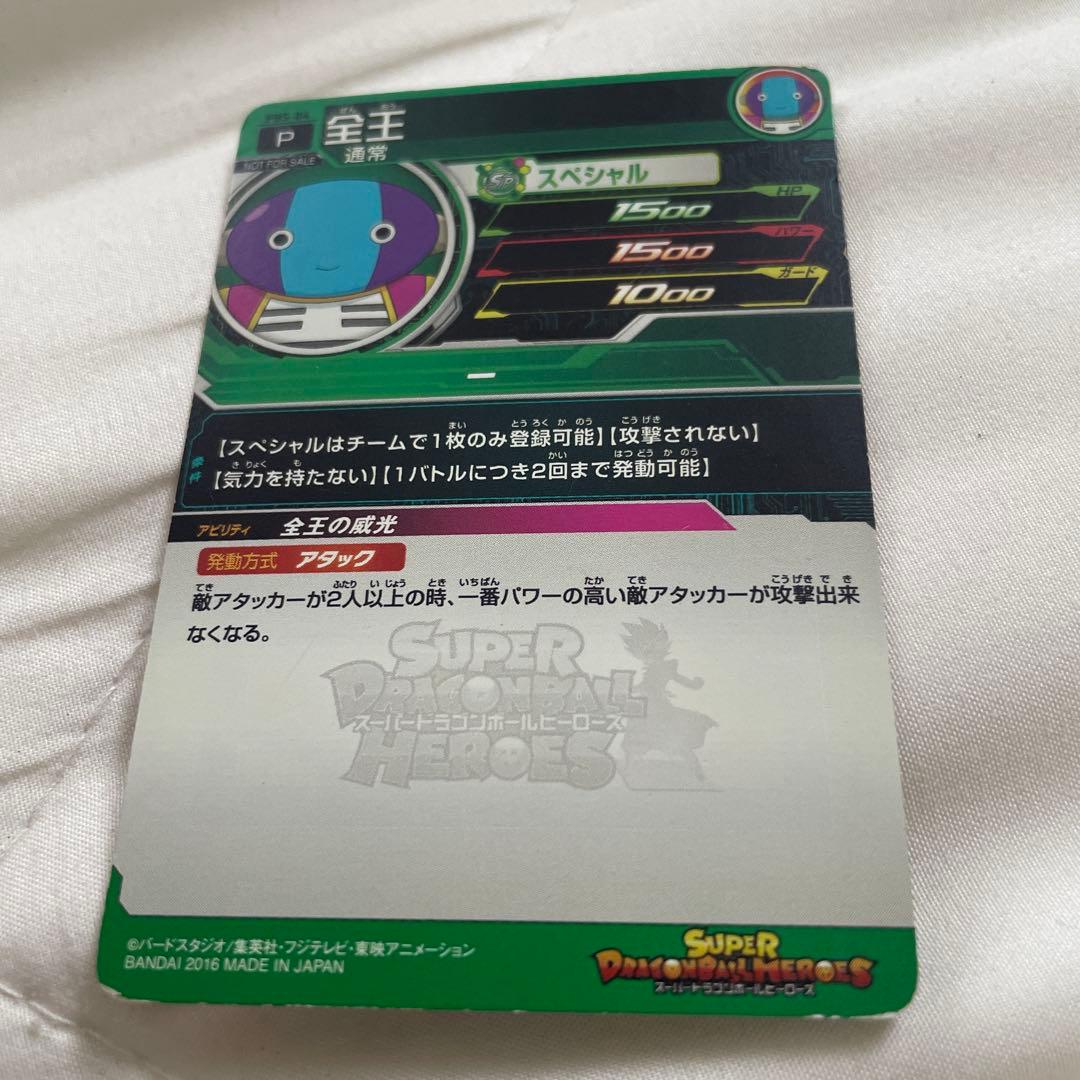 PBS-04
P
全王
ぜん おう
通常
NOT FOR SALE
SP スペシャル
HP
1500
パワー
1500
ガード
1000
ー
条件
【スペシャルはチームで1枚のみ登録可能】【攻撃されない】
【気力を持たない】【1バトルにつき2回まで発動可能】
アビリティ 全王の威光
発動方式 アタック
敵アタッカーが2人以上の時、一番パワーの高い敵アタッカーが攻撃出来
なくなる。
SUPER
DRAGONBALL
スーパードラゴンボールヒーローズ
HEROES
©バードスタジオ/集英社・フジテレビ・東映アニメーション
BANDAI 2016 MADE IN JAPAN
SUPER
DRAGONBALL HEROES
スーパードラゴンボールヒーローズ